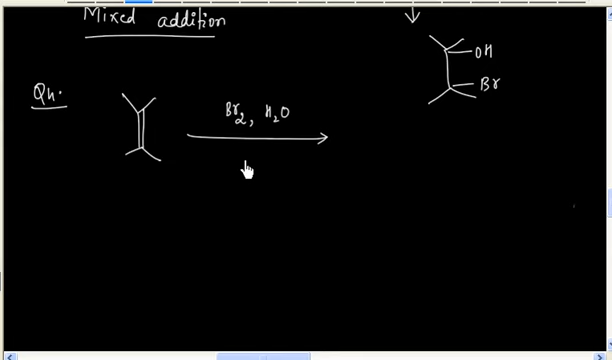 Mixed addition
OH
Br
Qn.
Br2, H2O